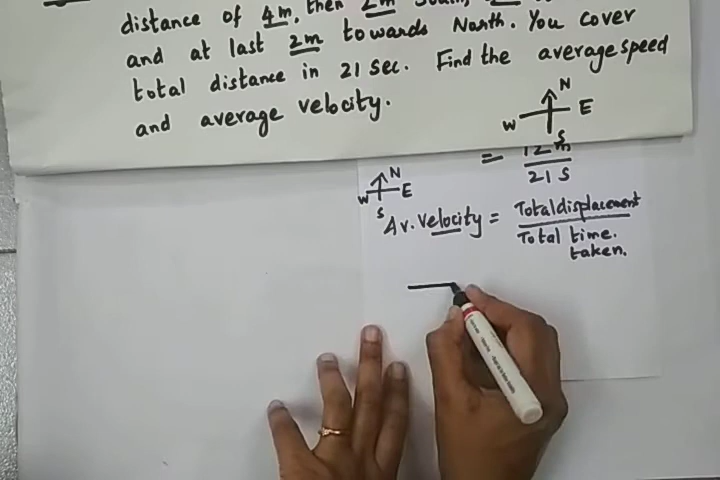 distance of 4m, then 2m
and at last 2m towards North. You cover
total distance in 21 sec. Find the average speed
and average velocity.
N
W E
S
= 12 m
21 S
N
W E
S
Av. velocity = Total displacement
Total time
taken.